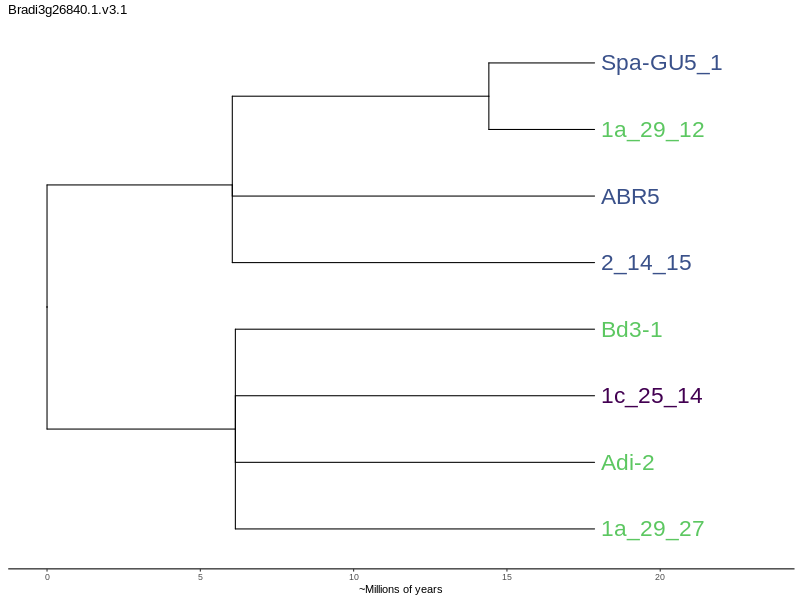 Bradi3g26840.1.v3.1
Spa-GU5_1
1a_29_12
ABR5
2_14_15
Bd3-1
1c_25_14
Adi-2
1a_29_27
0 5 10 15 20
~Millions of years